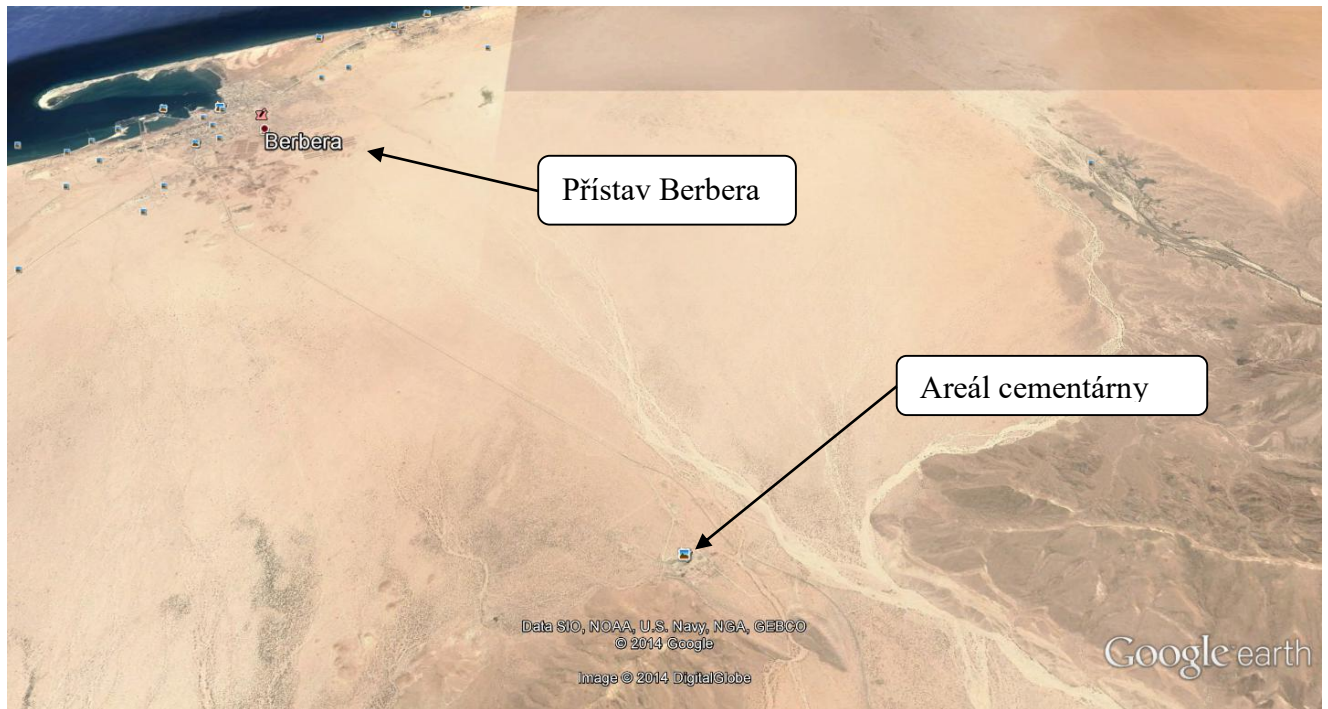 Berbera
Přístav Berbera
Areál cementárny
Data SIO, NOAA, U.S. Navy, NGA, GEBCO
© 2014 Google
Image © 2014 DigitalGlobe
Google earth